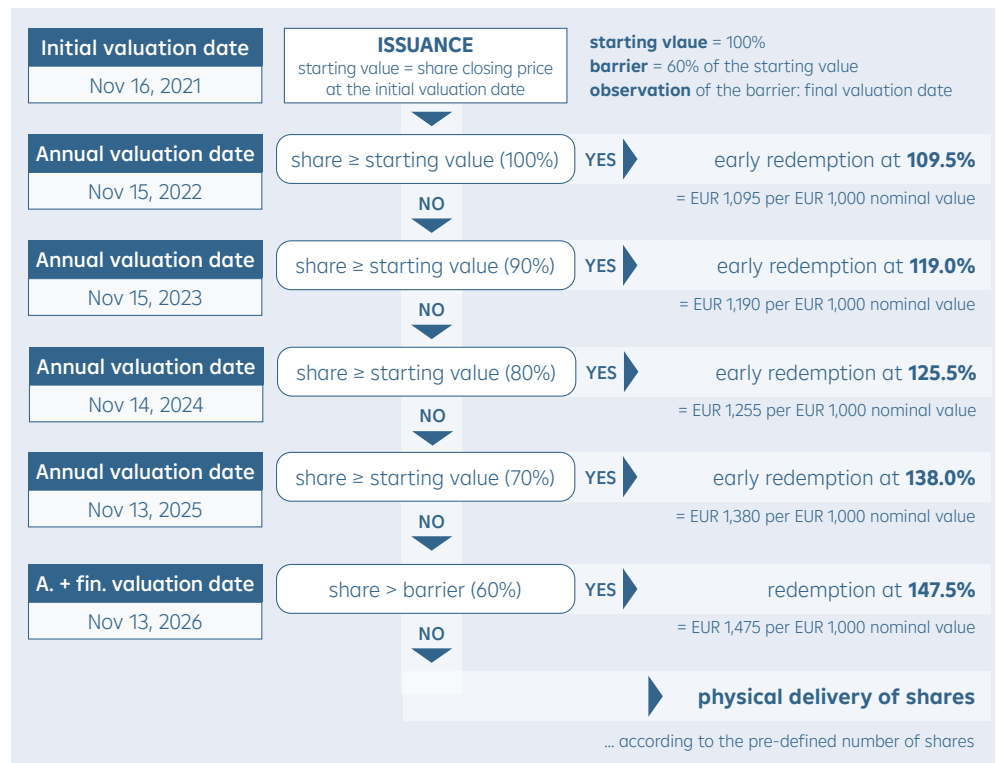 Initial valuation date
Nov 16, 2021
ISSUANCE
starting value = share closing price
at the initial valuation date
starting vlaue = 100%
barrier = 60% of the starting value
observation of the barrier: final valuation date
Annual valuation date
Nov 15, 2022
share ≥ starting value (100%)
YES
early redemption at 109.5%
= EUR 1,095 per EUR 1,000 nominal value
NO
Annual valuation date
Nov 15, 2023
share ≥ starting value (90%)
YES
early redemption at 119.0%
= EUR 1,190 per EUR 1,000 nominal value
NO
Annual valuation date
Nov 14, 2024
share ≥ starting value (80%)
YES
early redemption at 125.5%
= EUR 1,255 per EUR 1,000 nominal value
NO
Annual valuation date
Nov 13, 2025
share ≥ starting value (70%)
YES
early redemption at 138.0%
= EUR 1,380 per EUR 1,000 nominal value
NO
A. + fin. valuation date
Nov 13, 2026
share > barrier (60%)
YES
redemption at 147.5%
= EUR 1,475 per EUR 1,000 nominal value
NO
physical delivery of shares
... according to the pre-defined number of shares